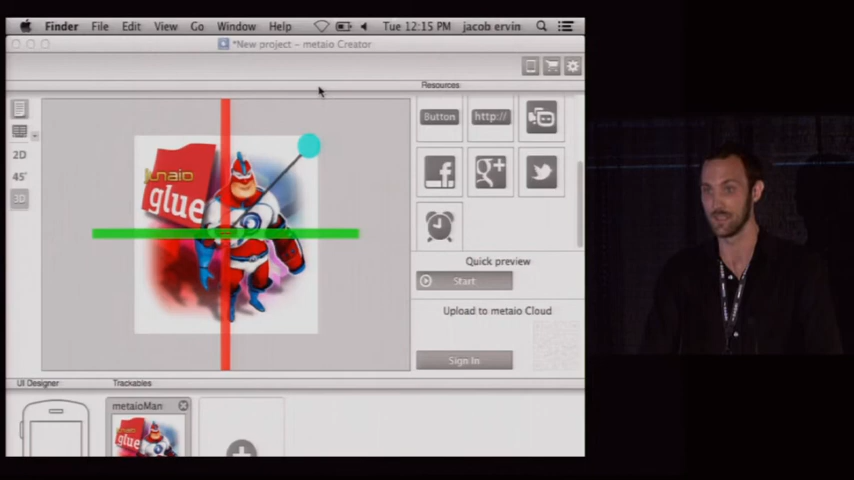 Finder File Edit View Go Window Help Tue 12:15 PM jacob ervin
*New project - metaio Creator
Resources
Button http://
2D
45°
3D
junaio
glue
f g+
Quick preview
Start
Upload to metaio Cloud
Sign In
UI Designer Trackables
metaioMan
junaio
glue